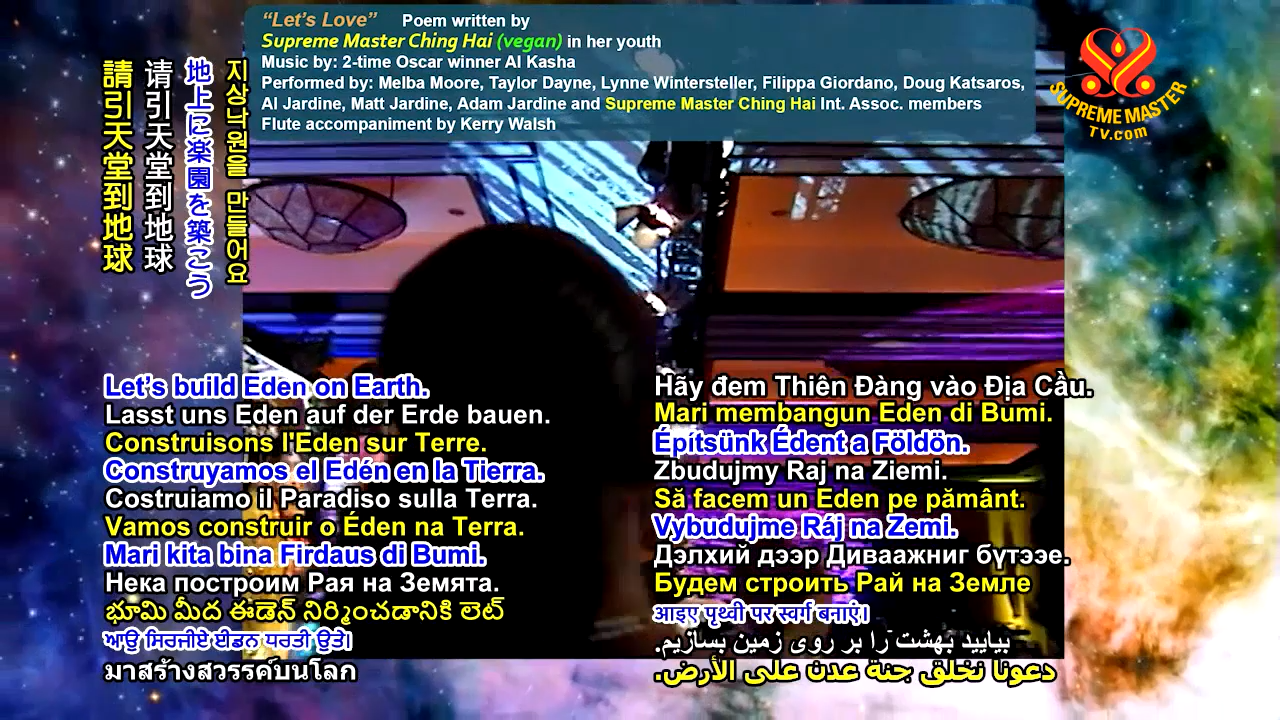 “Let's Love” Poem written by
Supreme Master Ching Hai (vegan) in her youth
Music by: 2-time Oscar winner Al Kasha
Performed by: Melba Moore, Taylor Dayne, Lynne Wintersteller, Filippa Giordano, Doug Katsaros,
Al Jardine, Matt Jardine, Adam Jardine and Supreme Master Ching Hai Int. Assoc. members
Flute accompaniment by Kerry Walsh
SUPREME MASTER
TV.com
지상낙원을 만들어요
地上に楽園を築こう
请引天堂到地球
請引天堂到地球
Let's build Eden on Earth.
Lasst uns Eden auf der Erde bauen.
Construisons l'Eden sur Terre.
Construyamos el Edén en la Tierra.
Costruiamo il Paradiso sulla Terra.
Vamos construir o Éden na Terra.
Mari kita bina Firdaus di Bumi.
Нека построим Рая на Земята.
భూమి మీద ఈడెన్ నిర్మించడానికి లెట్
ਆਉ ਸਿਰਜੀਏ ਈਡਨ ਧਰਤੀ ਉਤੇ।
มาสร้างสวรรค์บนโลก
Hãy đem Thiên Đàng vào Địa Cầu.
Mari membangun Eden di Bumi.
Építsünk Édent a Földön.
Zbudujmy Raj na Ziemi.
Să facem un Eden pe pământ.
Vybudujme Ráj na Zemi.
Дэлхий дээр Диваажниг бүтээе.
Будем строить Рай на Земле
आइए पृथ्वी पर स्वर्ग बनाएं।
بیایید بهشت را بر روی زمین بسازیم.
دعونا نخلق جنة عدن على الأرض.